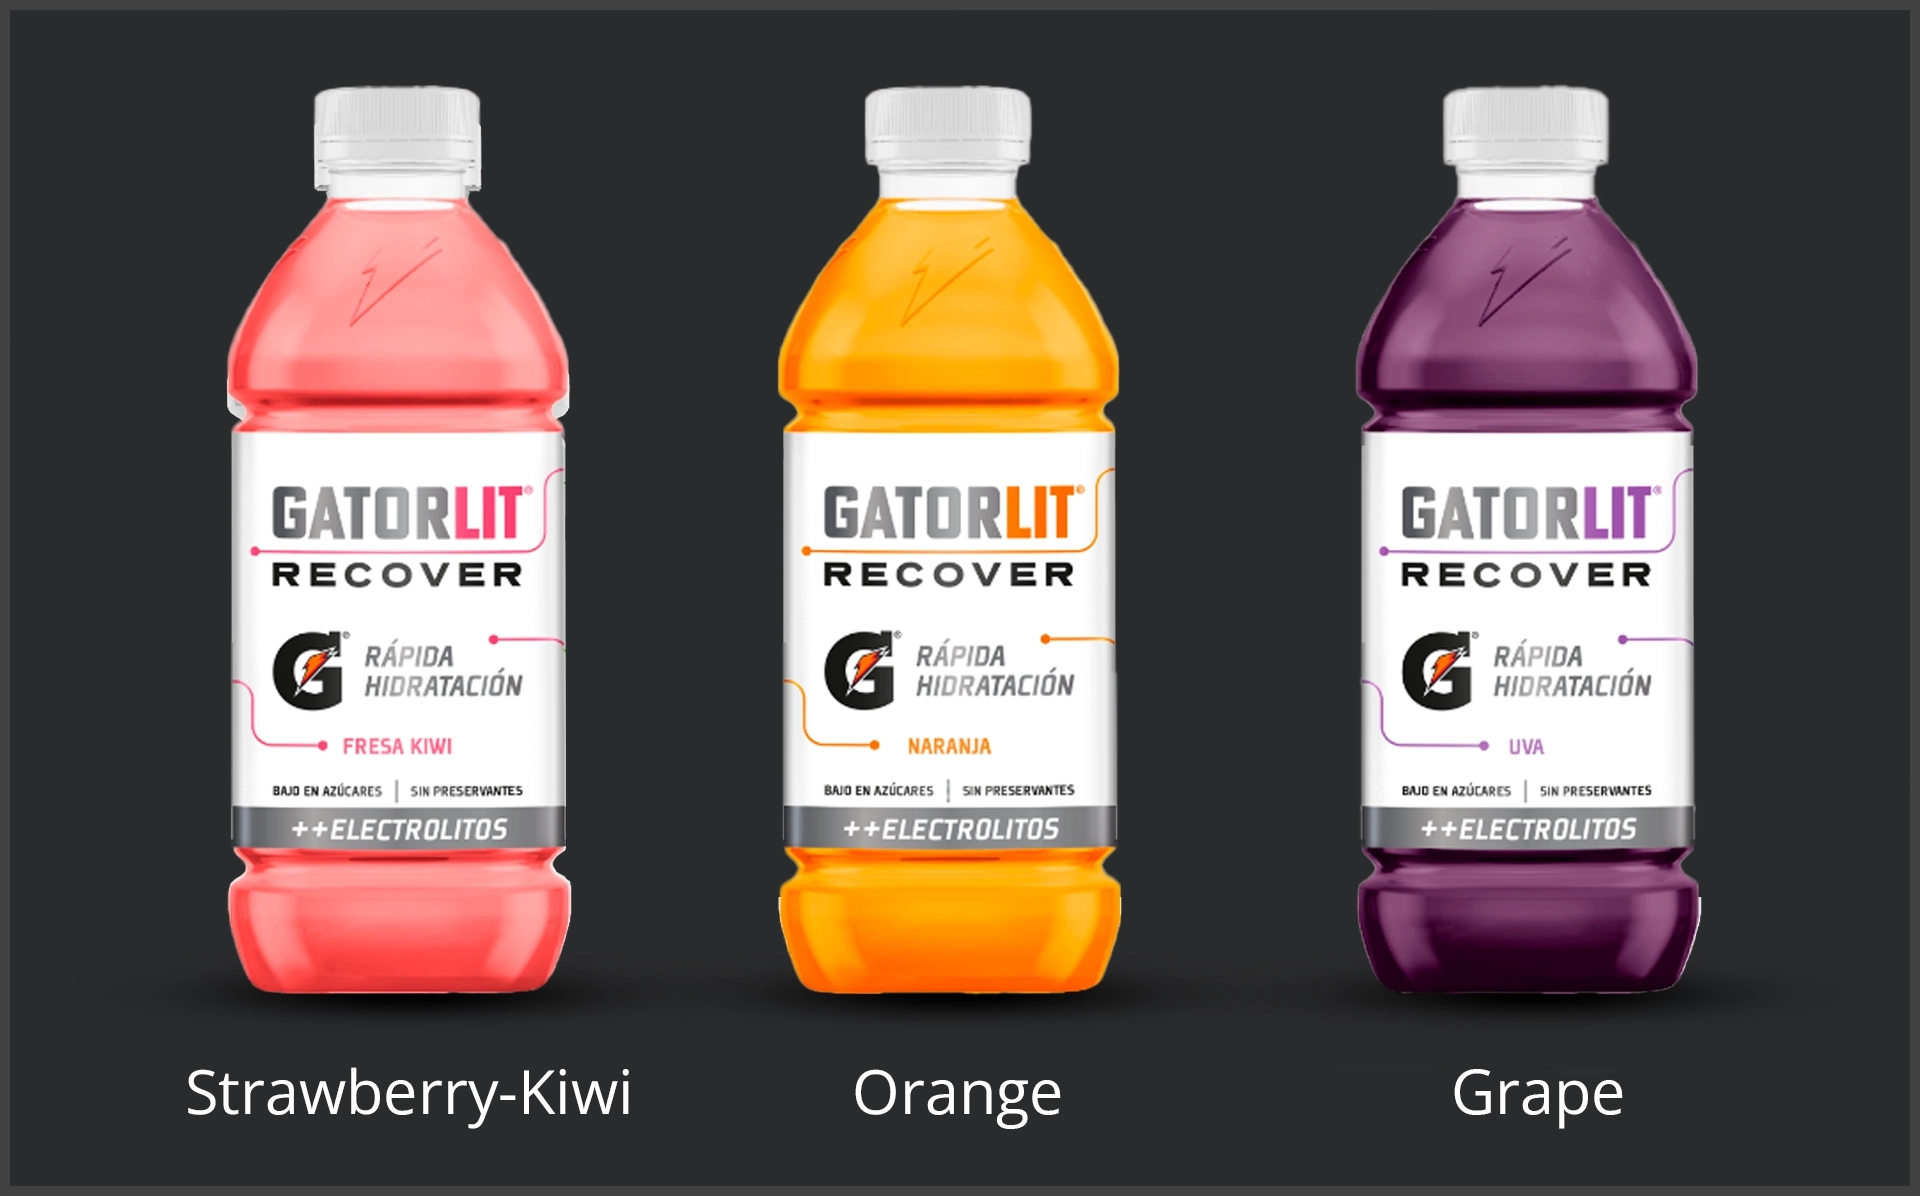 GATORLIT®
RECOVER
G®
RÁPIDA
HIDRATACIÓN
FRESA KIWI
BAJO EN AZÚCARES | SIN PRESERVANTES
++ELECTROLITOS
Strawberry-Kiwi
GATORLIT®
RECOVER
G®
RÁPIDA
HIDRATACIÓN
NARANJA
BAJO EN AZÚCARES | SIN PRESERVANTES
++ELECTROLITOS
Orange
GATORLIT®
RECOVER
G®
RÁPIDA
HIDRATACIÓN
UVA
BAJO EN AZÚCARES | SIN PRESERVANTES
++ELECTROLITOS
Grape